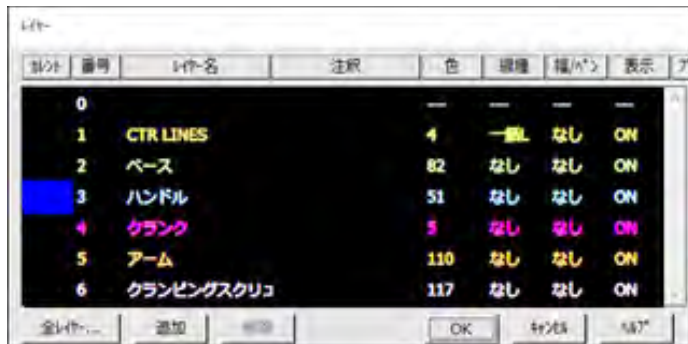 レイヤー
カレント 番号 レイヤー名 注釈 色 線種 幅/ペン 表示 ア
0 --- --- --- ---
1 CTR LINES 4 一鎖L なし ON
2 ベース 82 なし なし ON
3 ハンドル 51 なし なし ON
4 クランク 5 なし なし ON
5 アーム 110 なし なし ON
6 クランピングスクリュ 117 なし なし ON
全レイヤー... 追加 OK キャンセル ヘルプ